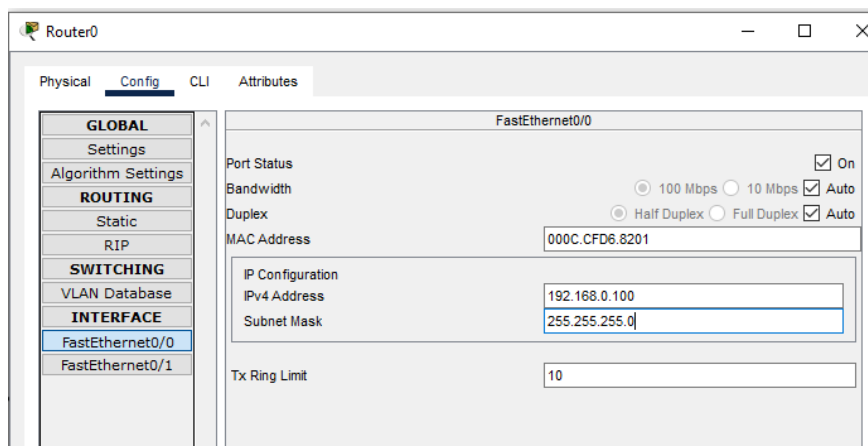 Router0
Physical Config CLI Attributes
GLOBAL
Settings
Algorithm Settings
ROUTING
Static
RIP
SWITCHING
VLAN Database
INTERFACE
FastEthernet0/0
FastEthernet0/1
FastEthernet0/0
Port Status On
Bandwidth 100 Mbps 10 Mbps Auto
Duplex Half Duplex Full Duplex Auto
MAC Address 000C.CFD6.8201
IP Configuration
IPv4 Address 192.168.0.100
Subnet Mask 255.255.255.0
Tx Ring Limit 10